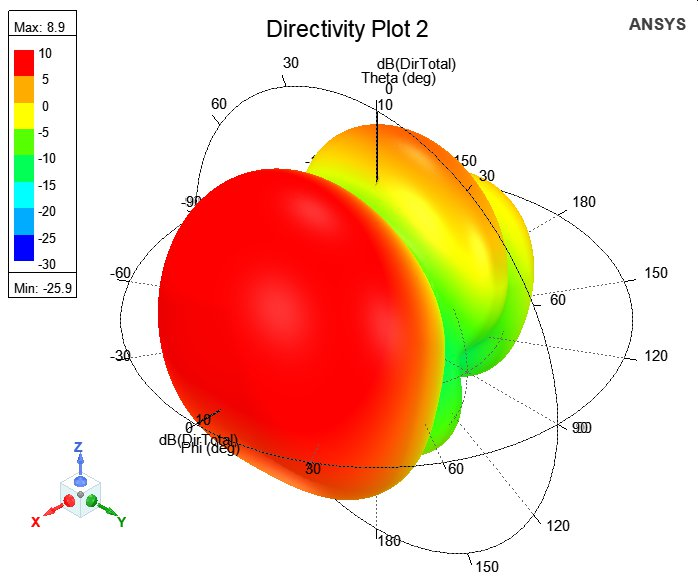 Directivity Plot 2
ANSYS
Max: 8.9
10
5
0
-5
-10
-15
-20
-25
-30
Min: -25.9
dB(DirTotal)
Theta (deg)
0
10
30
60
-90
-60
-30
150
30
180
150
60
120
90
120
150
180
60
30
0
10
dB(DirTotal)
Phi (deg)
Z
X
Y